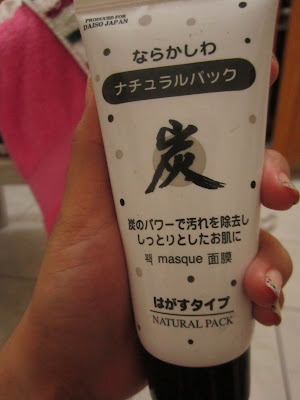 PRODUCED FOR
DAISO JAPAN
ならかしわ
ナチュラルパック
炭
炭のパワーで汚れを除去し
しっとりとしたお肌に
팩 masque 面膜
はがすタイプ
NATURAL PACK